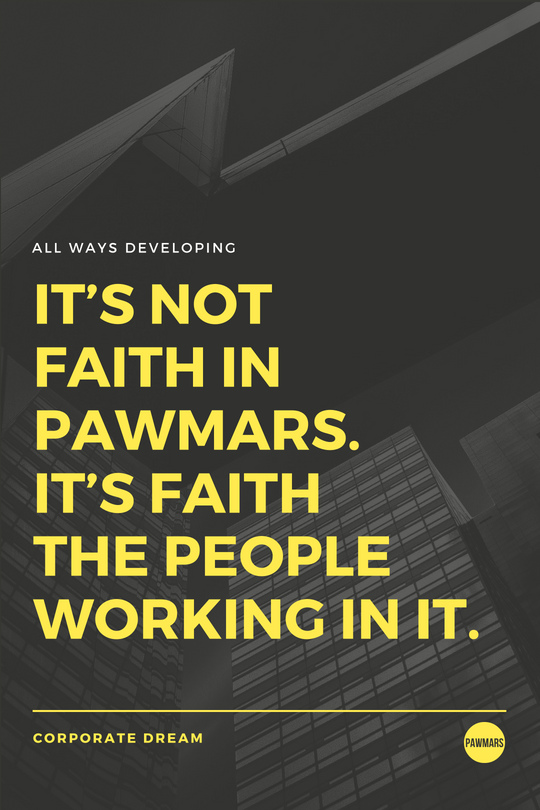 ALL WAYS DEVELOPING
IT’S NOT
FAITH IN
PAWMARS.
IT’S FAITH
THE PEOPLE
WORKING IN IT.
CORPORATE DREAM
PAWMARS